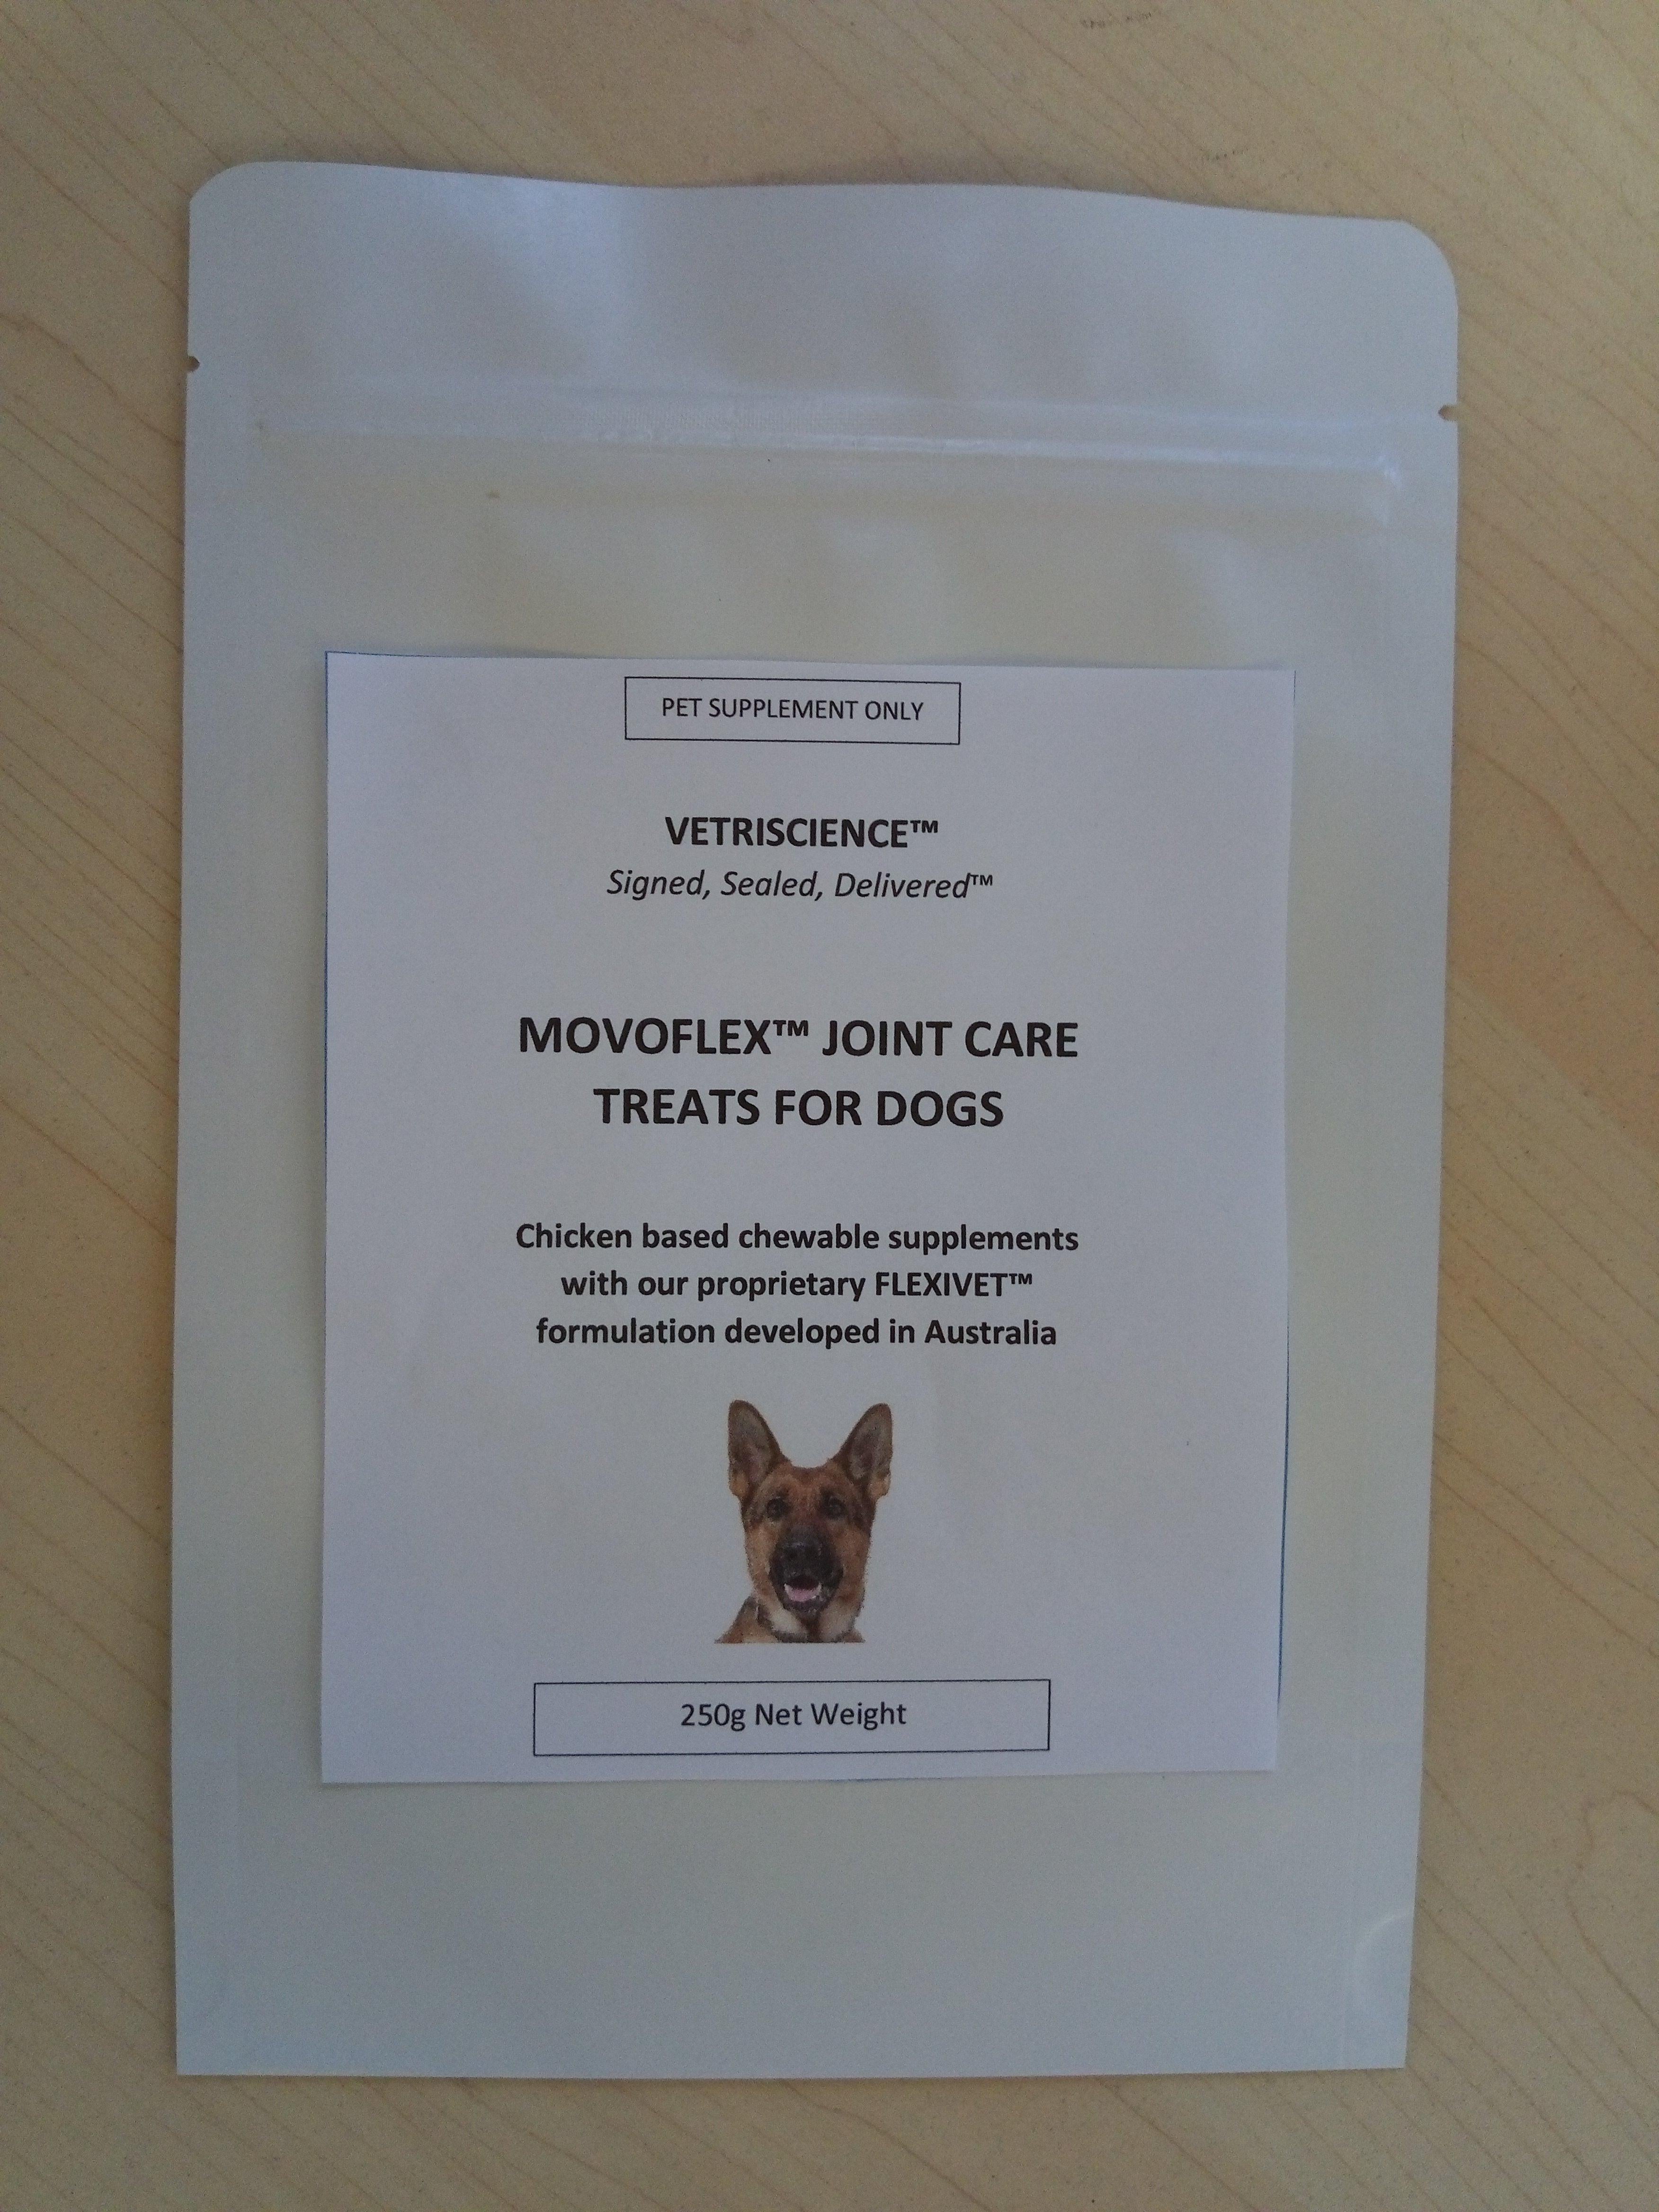 PET SUPPLEMENT ONLY
VETRISCIENCE™
Signed, Sealed, Delivered™
MOVOFLEX™ JOINT CARE
TREATS FOR DOGS
Chicken based chewable supplements
with our proprietary FLEXIVET™
formulation developed in Australia
250g Net Weight